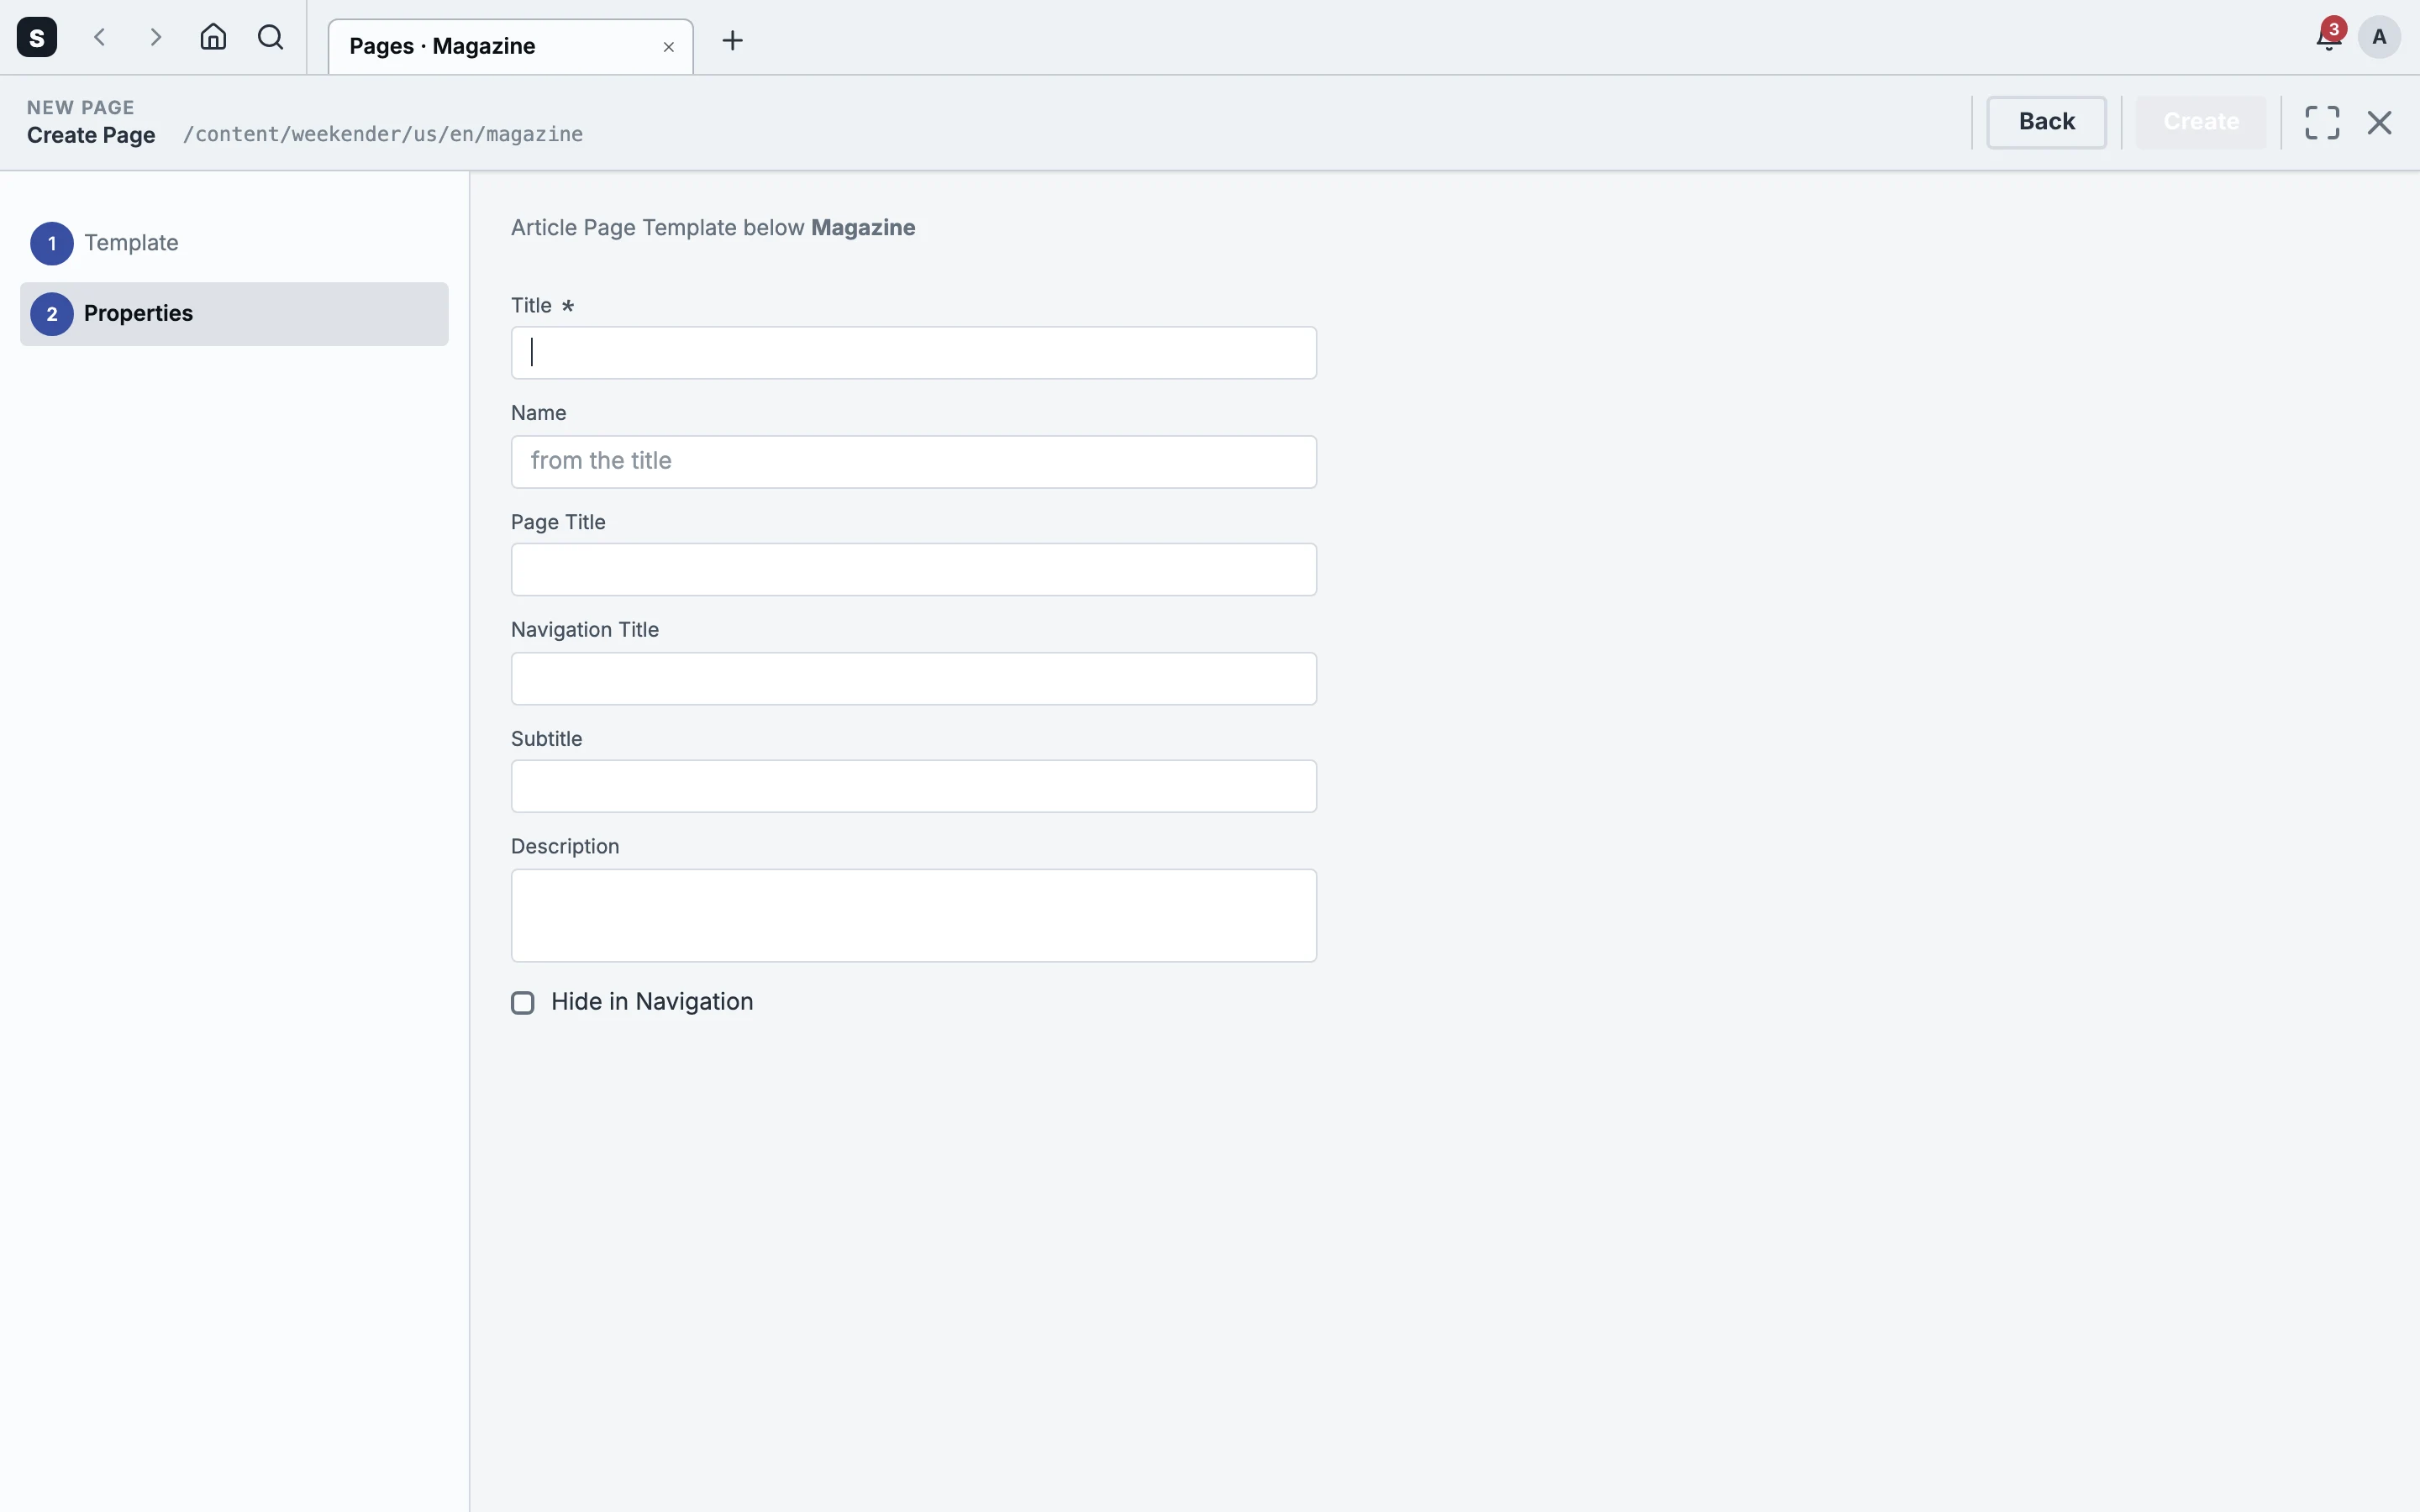 S
Pages · Magazine
3
A
NEW PAGE
Create Page /content/weekender/us/en/magazine
Back
Create
1 Template
2 Properties
Article Page Template below Magazine
Title *
Name
from the title
Page Title
Navigation Title
Subtitle
Description
Hide in Navigation